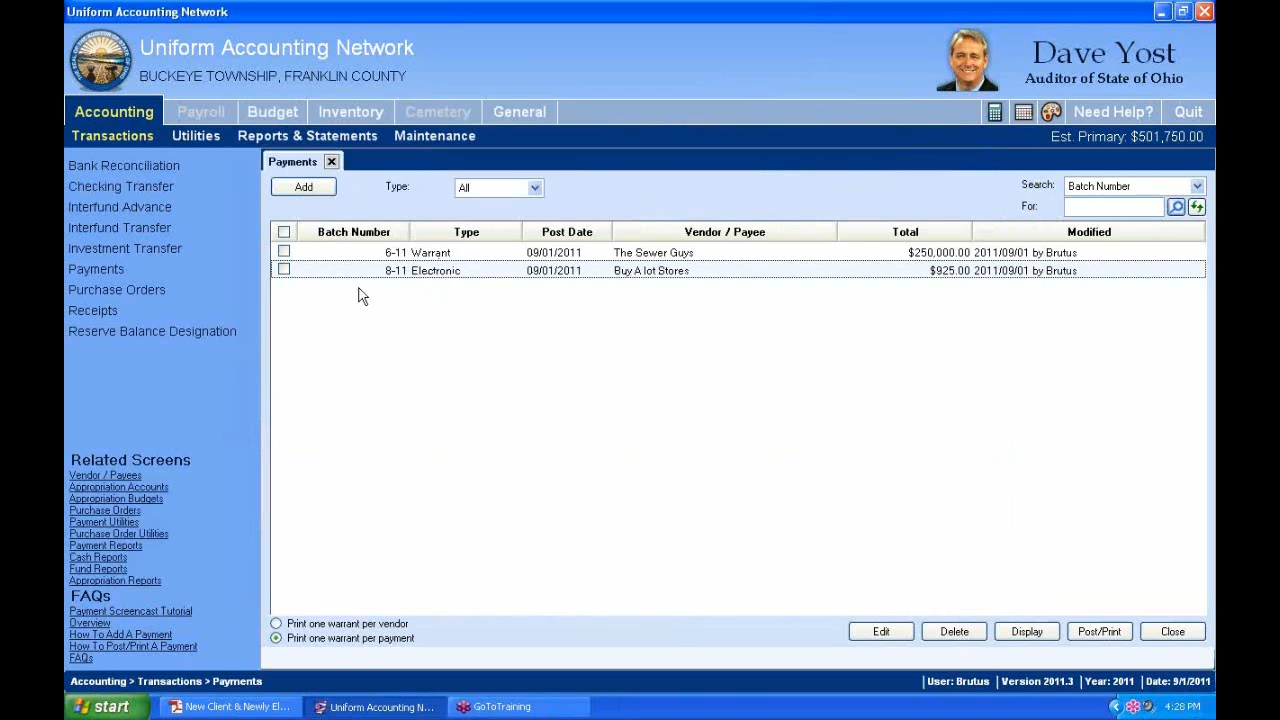 Uniform Accounting Network
Uniform Accounting Network
BUCKEYE TOWNSHIP, FRANKLIN COUNTY
Dave Yost
Auditor of State of Ohio
Accounting Payroll Budget Inventory Cemetery General Need Help? Quit
Transactions Utilities Reports & Statements Maintenance Est. Primary: $501,750.00
Bank Reconciliation
Checking Transfer
Interfund Advance
Interfund Transfer
Investment Transfer
Payments
Purchase Orders
Receipts
Reserve Balance Designation
Related Screens
Vendor / Payees
Appropriation Accounts
Appropriation Budgets
Purchase Orders
Payment Utilities
Purchase Order Utilities
Payment Reports
Cash Reports
Fund Reports
Appropriation Reports
FAQs
Payment Screencast Tutorial
Overview
How To Add A Payment
How To Post/Print A Payment
FAQs
Payments
Add Type: All Search: Batch Number
For:
Batch Number Type Post Date Vendor / Payee Total Modified
6-11 Warrant 09/01/2011 The Sewer Guys $250,000.00 2011/09/01 by Brutus
8-11 Electronic 09/01/2011 Buy A lot Stores $925.00 2011/09/01 by Brutus
Print one warrant per vendor
Print one warrant per payment
Edit Delete Display Post/Print Close
Accounting > Transactions > Payments User: Brutus Version 2011.3 Year: 2011 Date: 9/1/2011
start New Client & Newly El... Uniform Accounting N... GoToTraining 4:28 PM